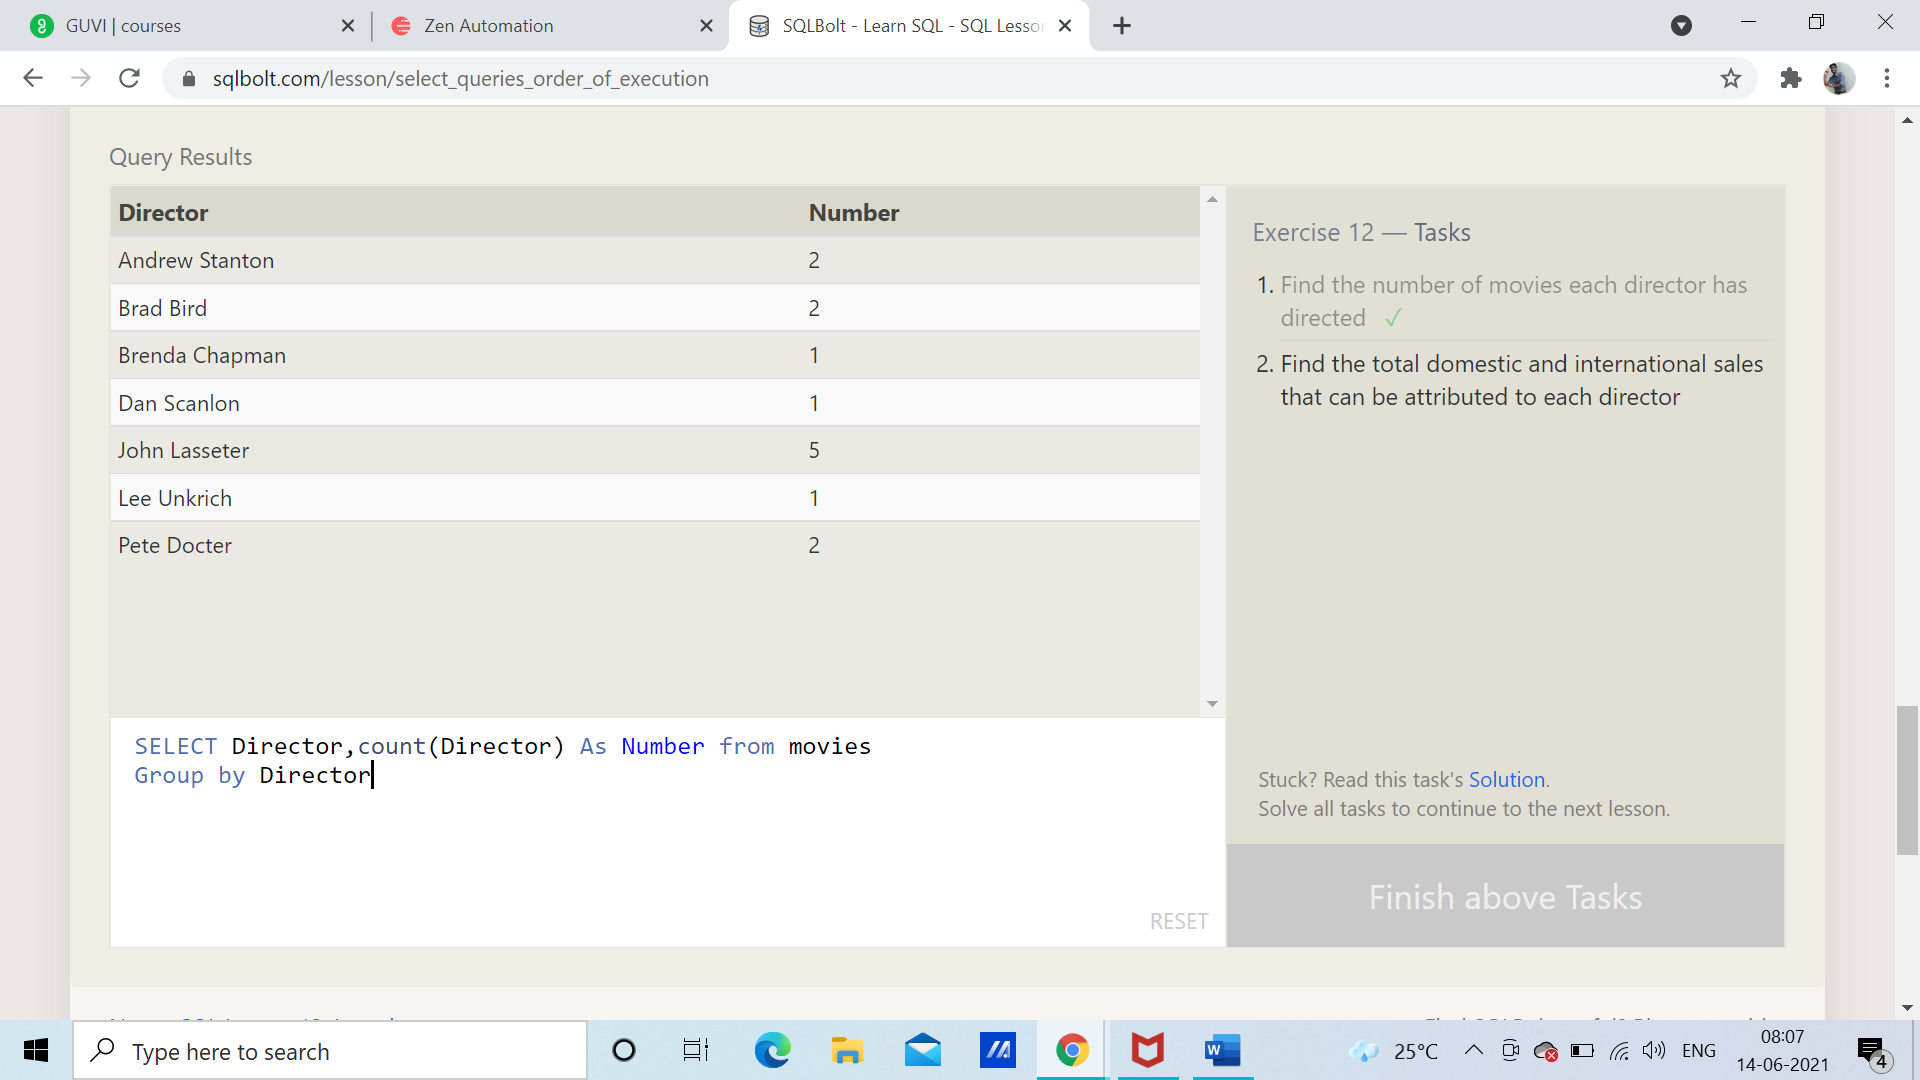 GUVI | courses
Zen Automation
SQLBolt - Learn SQL - SQL Lesson
sqlbolt.com/lesson/select_queries_order_of_execution
Query Results
Director Number
Andrew Stanton 2
Brad Bird 2
Brenda Chapman 1
Dan Scanlon 1
John Lasseter 5
Lee Unkrich 1
Pete Docter 2
Exercise 12 — Tasks
1. Find the number of movies each director has
directed ✓
2. Find the total domestic and international sales
that can be attributed to each director
SELECT Director,count(Director) As Number from movies
Group by Director
RESET
Stuck? Read this task's Solution.
Solve all tasks to continue to the next lesson.
Finish above Tasks
Type here to search
W
25°C
ENG
08:07
14-06-2021
4